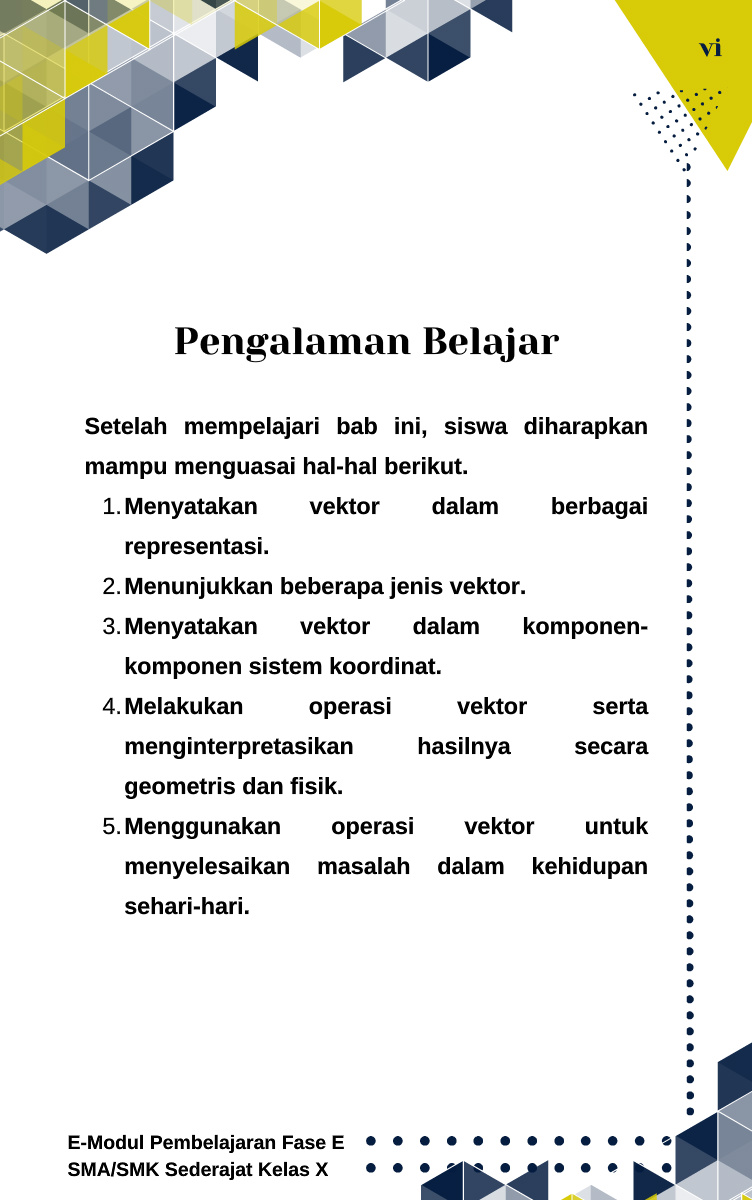 vi
Pengalaman Belajar
Setelah mempelajari bab ini, siswa diharapkan
mampu menguasai hal-hal berikut.
1. Menyatakan vektor dalam berbagai
representasi.
2. Menunjukkan beberapa jenis vektor.
3. Menyatakan vektor dalam komponen-
komponen sistem koordinat.
4. Melakukan operasi vektor serta
menginterpretasikan hasilnya secara
geometris dan fisik.
5. Menggunakan operasi vektor untuk
menyelesaikan masalah dalam kehidupan
sehari-hari.
E-Modul Pembelajaran Fase E
SMA/SMK Sederajat Kelas X